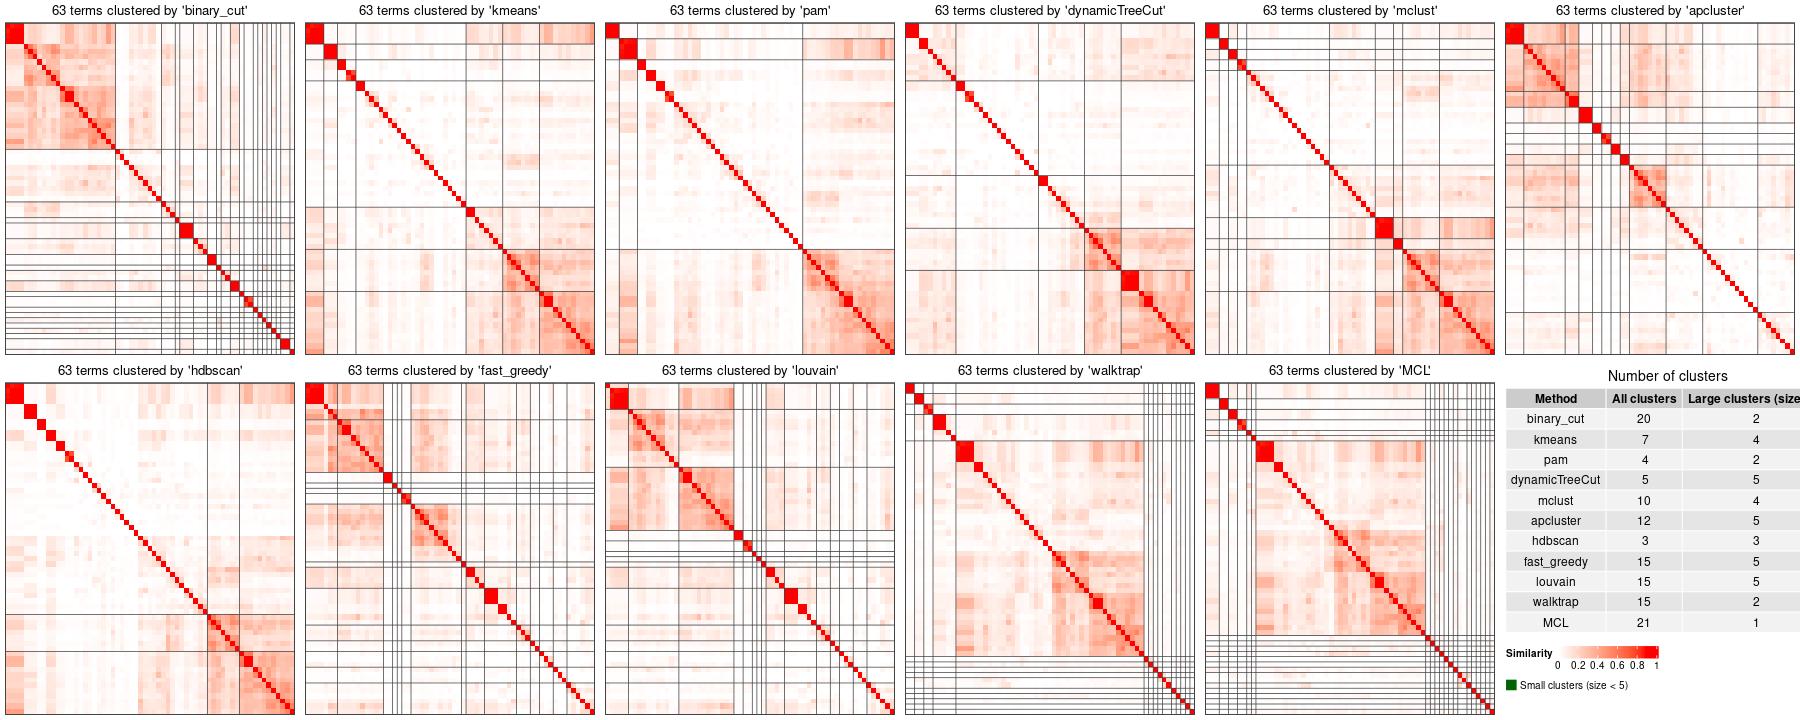 63 terms clustered by 'binary_cut'
63 terms clustered by 'kmeans'
63 terms clustered by 'pam'
63 terms clustered by 'dynamicTreeCut'
63 terms clustered by 'mclust'
63 terms clustered by 'apcluster'
63 terms clustered by 'hdbscan'
63 terms clustered by 'fast_greedy'
63 terms clustered by 'louvain'
63 terms clustered by 'walktrap'
63 terms clustered by 'MCL'
Number of clusters
Method All clusters Large clusters (size
binary_cut 20 2
kmeans 7 4
pam 4 2
dynamicTreeCut 5 5
mclust 10 4
apcluster 12 5
hdbscan 3 3
fast_greedy 15 5
louvain 15 5
walktrap 15 2
MCL 21 1
Similarity
0 0.2 0.4 0.6 0.8 1
Small clusters (size < 5)